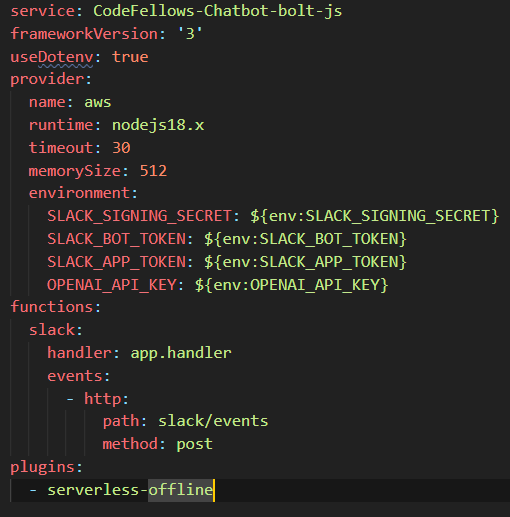 service: CodeFellows-Chatbot-bolt-js
frameworkVersion: '3'
useDotenv: true
provider:
  name: aws
  runtime: nodejs18.x
  timeout: 30
  memorySize: 512
  environment:
    SLACK_SIGNING_SECRET: ${env:SLACK_SIGNING_SECRET}
    SLACK_BOT_TOKEN: ${env:SLACK_BOT_TOKEN}
    SLACK_APP_TOKEN: ${env:SLACK_APP_TOKEN}
    OPENAI_API_KEY: ${env:OPENAI_API_KEY}
functions:
  slack:
    handler: app.handler
    events:
      - http:
          path: slack/events
          method: post
plugins:
  - serverless-offline